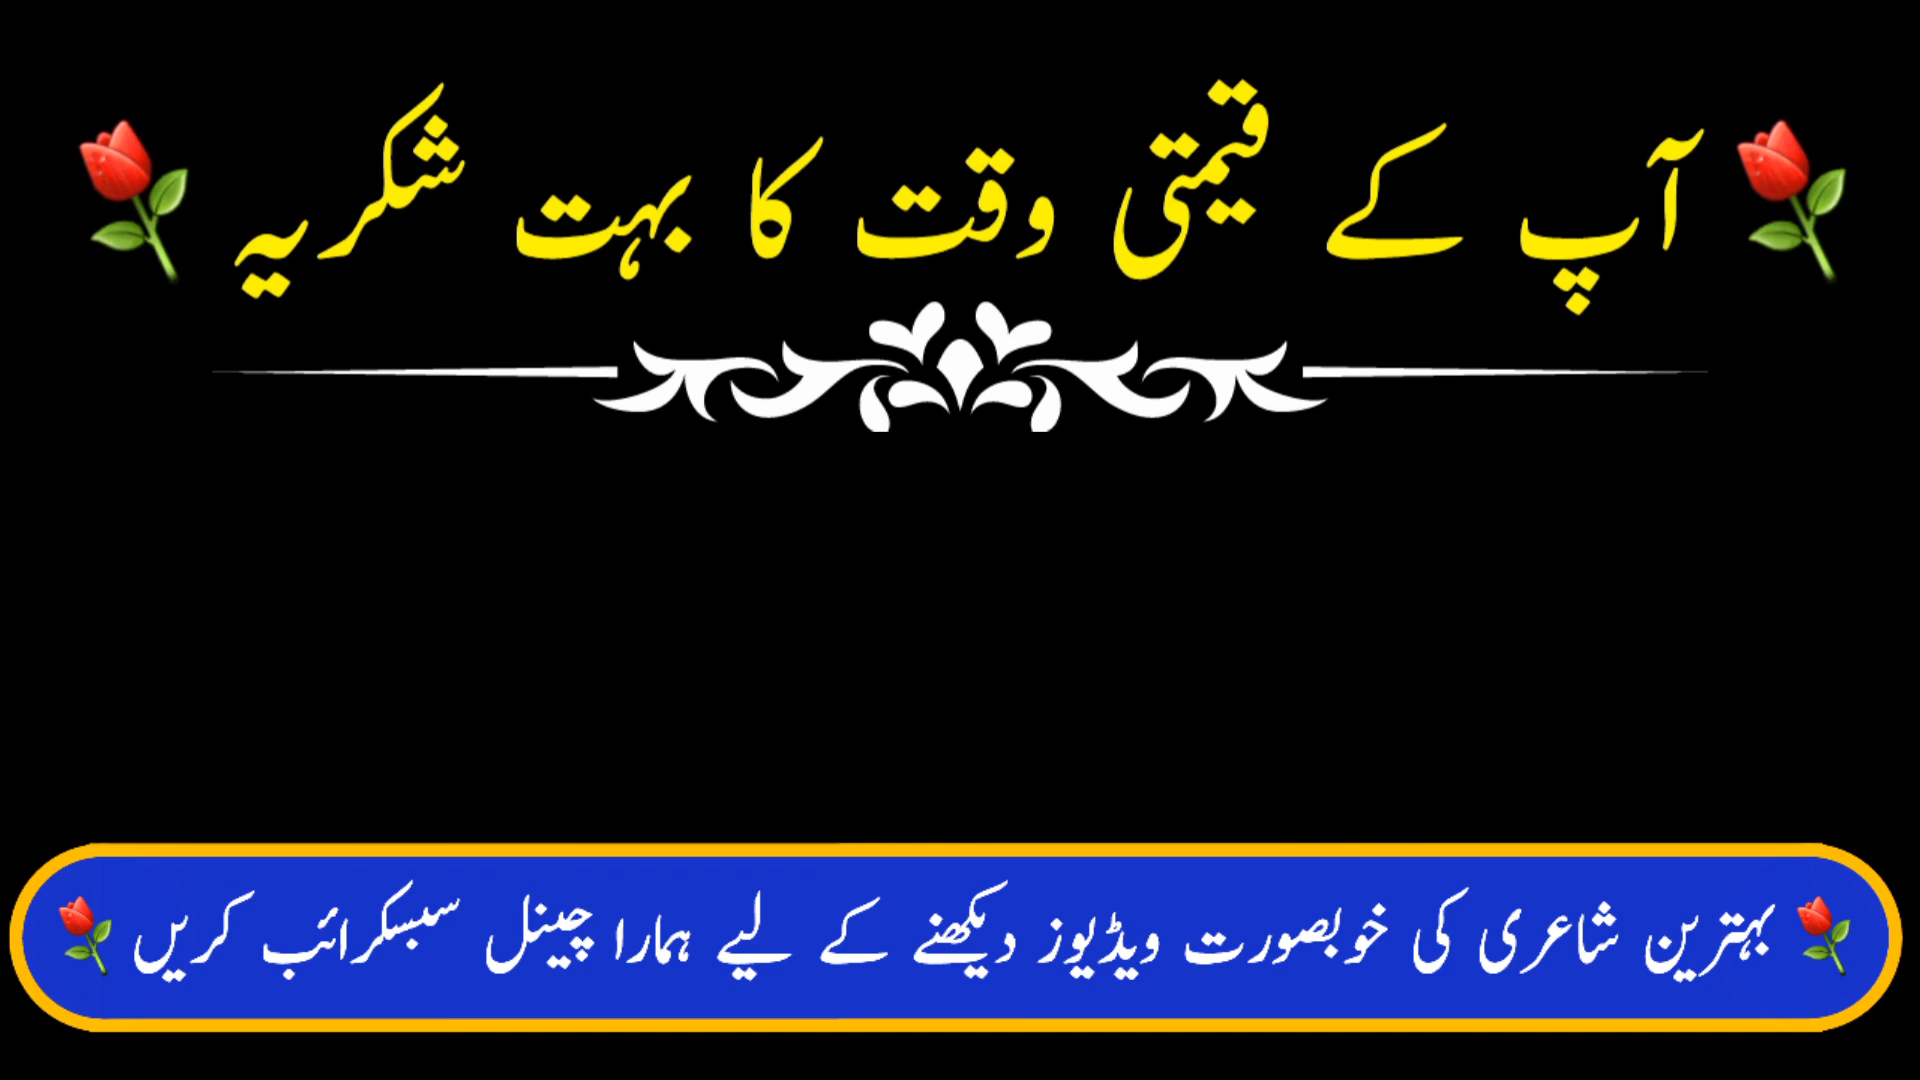 آپ کے قیمتی وقت کا بہت شکریہ
بہترین شاعری کی خوبصورت ویڈیوز دیکھنے کے لیے ہمارا چینل سبسکرائب کریں